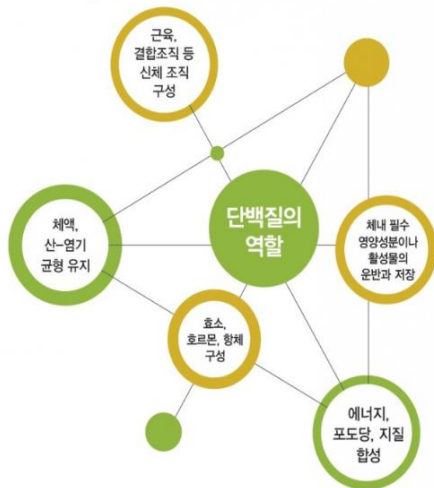 근육,
결합조직 등
신체 조직
구성
단백질의
역할
체액,
산-염기
균형 유지
체내 필수
영양성분이나
활성물의
운반과 저장
효소,
호르몬, 항체
구성
에너지,
포도당, 지질
합성